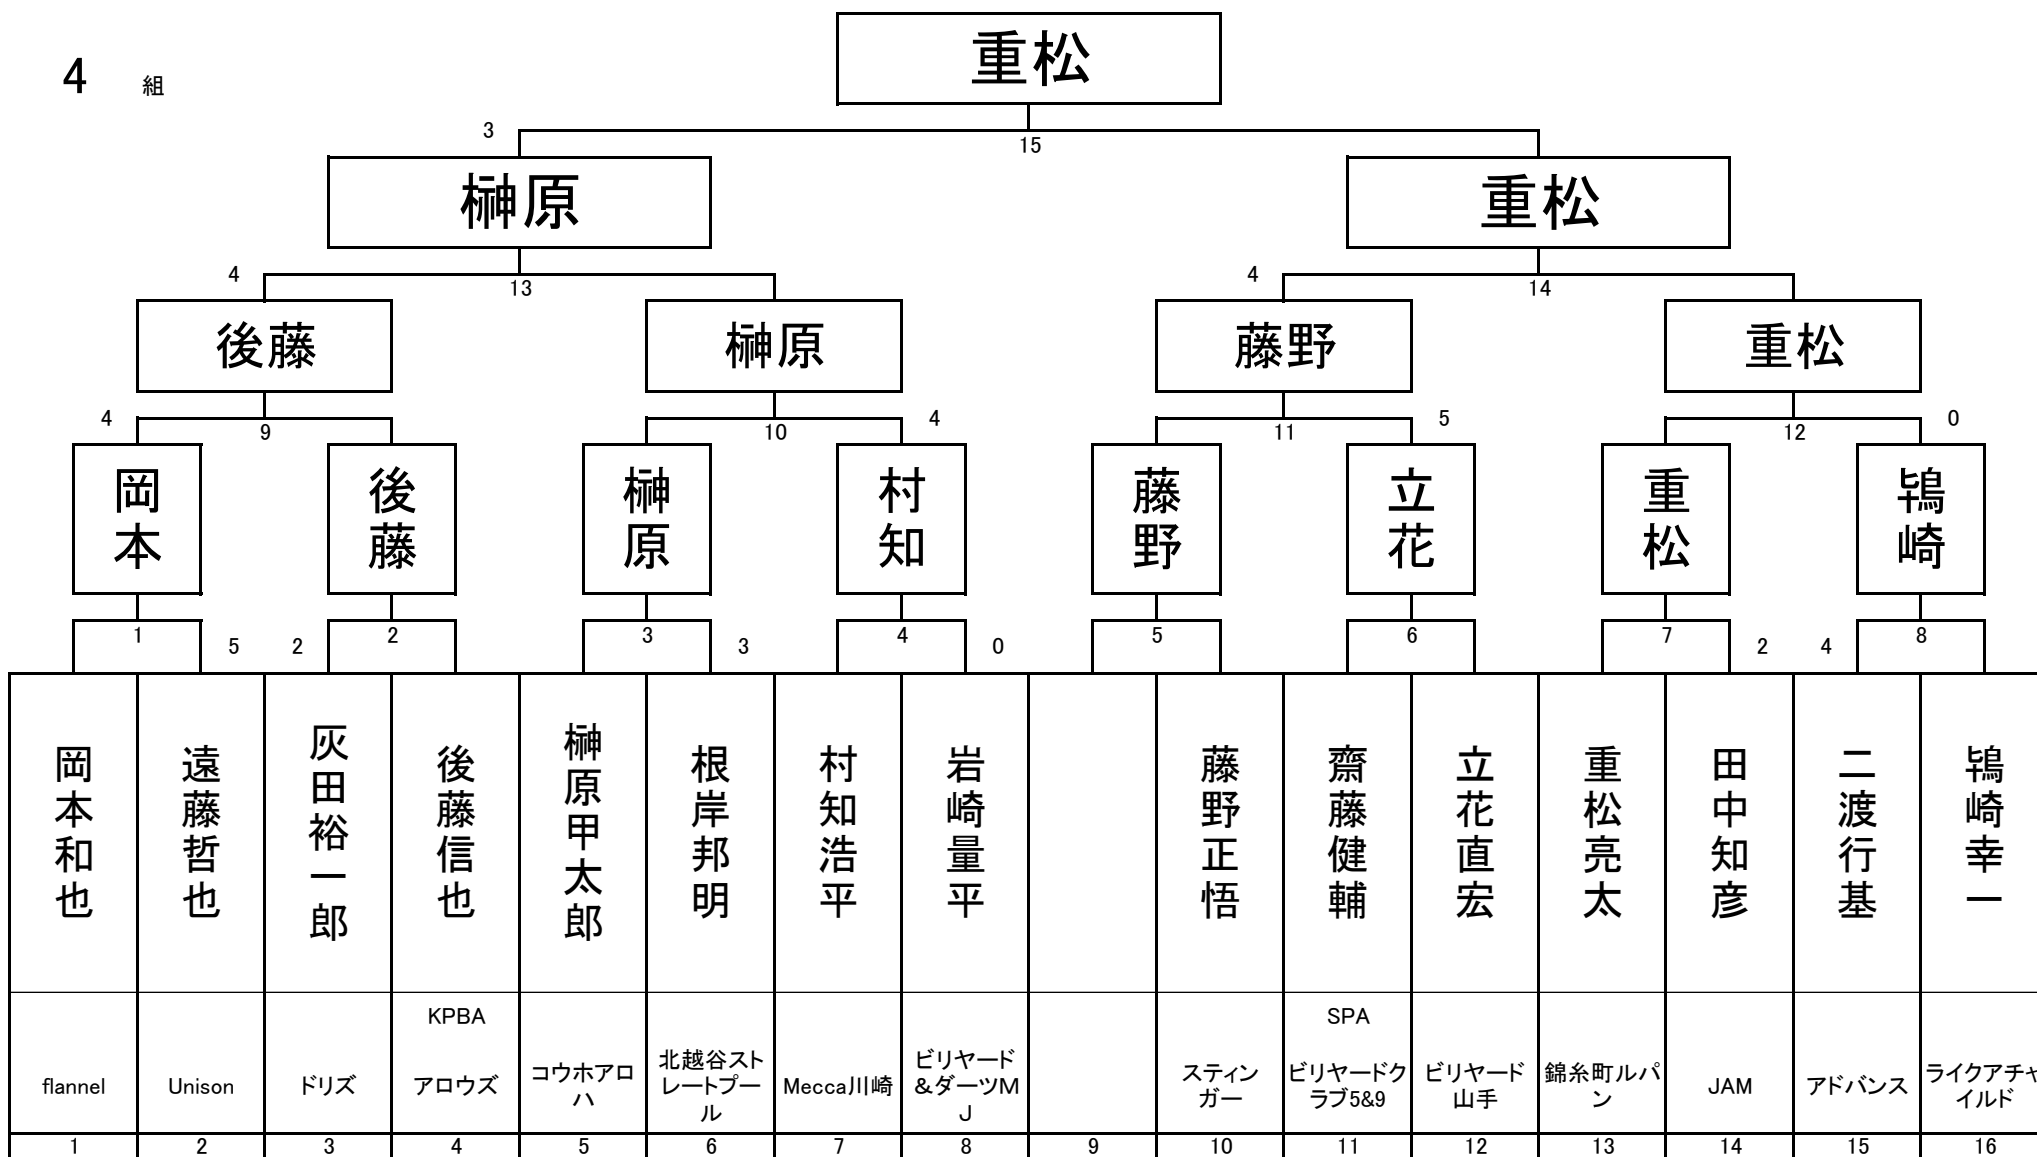 4 組
重松
3
15
榊原 重松
4 4
13 14
後藤 榊原 藤野 重松
4 4 5 0
9 10 11 12
岡本 後藤 榊原 村知 藤野 立花 重松 鴇崎
1 2 3 4 5 6 7 8
5 2 3 0 2 4
岡本和也 遠藤哲也 灰田裕一郎 後藤信也 榊原甲太郎 根岸邦明 村知浩平 岩崎量平 藤野正悟 齋藤健輔 立花直宏 重松亮太 田中知彦 二渡行基 鴇崎幸一
flannel
Unison
ドリズ
KPBA
アロウズ
コウホアロ
ハ
北越谷スト
レートプー
ル
Mecca川崎
ビリヤード
&ダーツM
J
スティン
ガー
SPA
ビリヤードク
ラブ5&9
ビリヤード
山手
錦糸町ルパ
ン
JAM
アドバンス
ライクアチャ
イルド
1 2 3 4 5 6 7 8 9 10 11 12 13 14 15 16